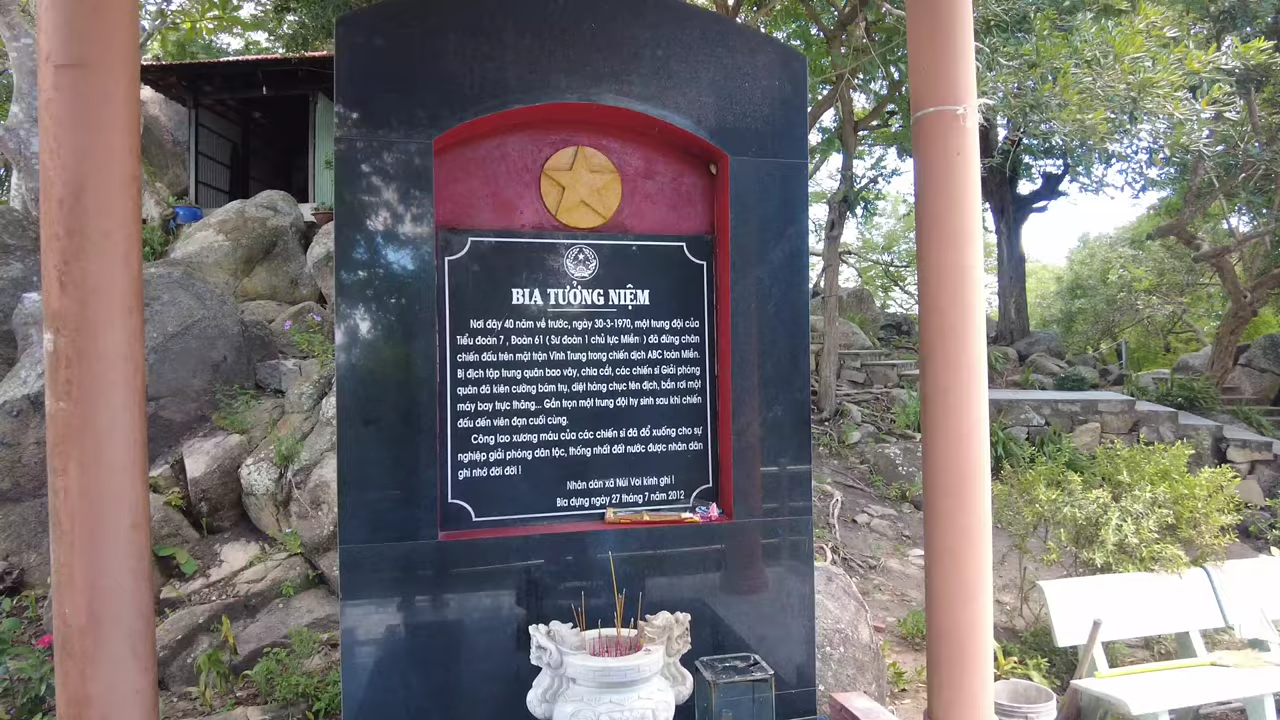 BIA TƯỞNG NIỆM
Nơi đây 40 năm về trước, ngày 30-3-1970, một trung đội của
Tiểu đoàn 7, Đoàn 61 ( Sư đoàn 1 chủ lực Miền ) đã đứng chân
chiến đấu trên mặt trận Vĩnh Trung trong chiến dịch ABC toàn Miền.
Bị địch tập trung quân bao vây, chia cắt, các chiến sĩ Giải phóng
quân đã kiên cường bám trụ, diệt hàng chục tên địch, bắn rơi một
máy bay trực thăng... Gần trọn một trung đội hy sinh sau khi chiến
đấu đến viên đạn cuối cùng.
Công lao xương máu của các chiến sĩ đã đổ xuống cho sự
nghiệp giải phóng dân tộc, thống nhất đất nước được nhân dân
ghi nhớ đời đời !
Nhân dân xã Núi Voi kính ghi !
Bia dựng ngày 27 tháng 7 năm 2012